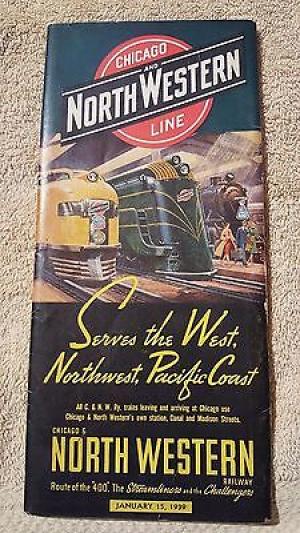 CHICAGO
AND
NORTH WESTERN
LINE
Serves the West,
Northwest, Pacific Coast
All C. & N. W. Ry. trains leaving and arriving at Chicago use
Chicago & North Western's own station, Canal and Madison Streets.
CHICAGO &
NORTH WESTERN
RAILWAY
Route of the "400", The Streamliners and the Challengers
JANUARY 15, 1939